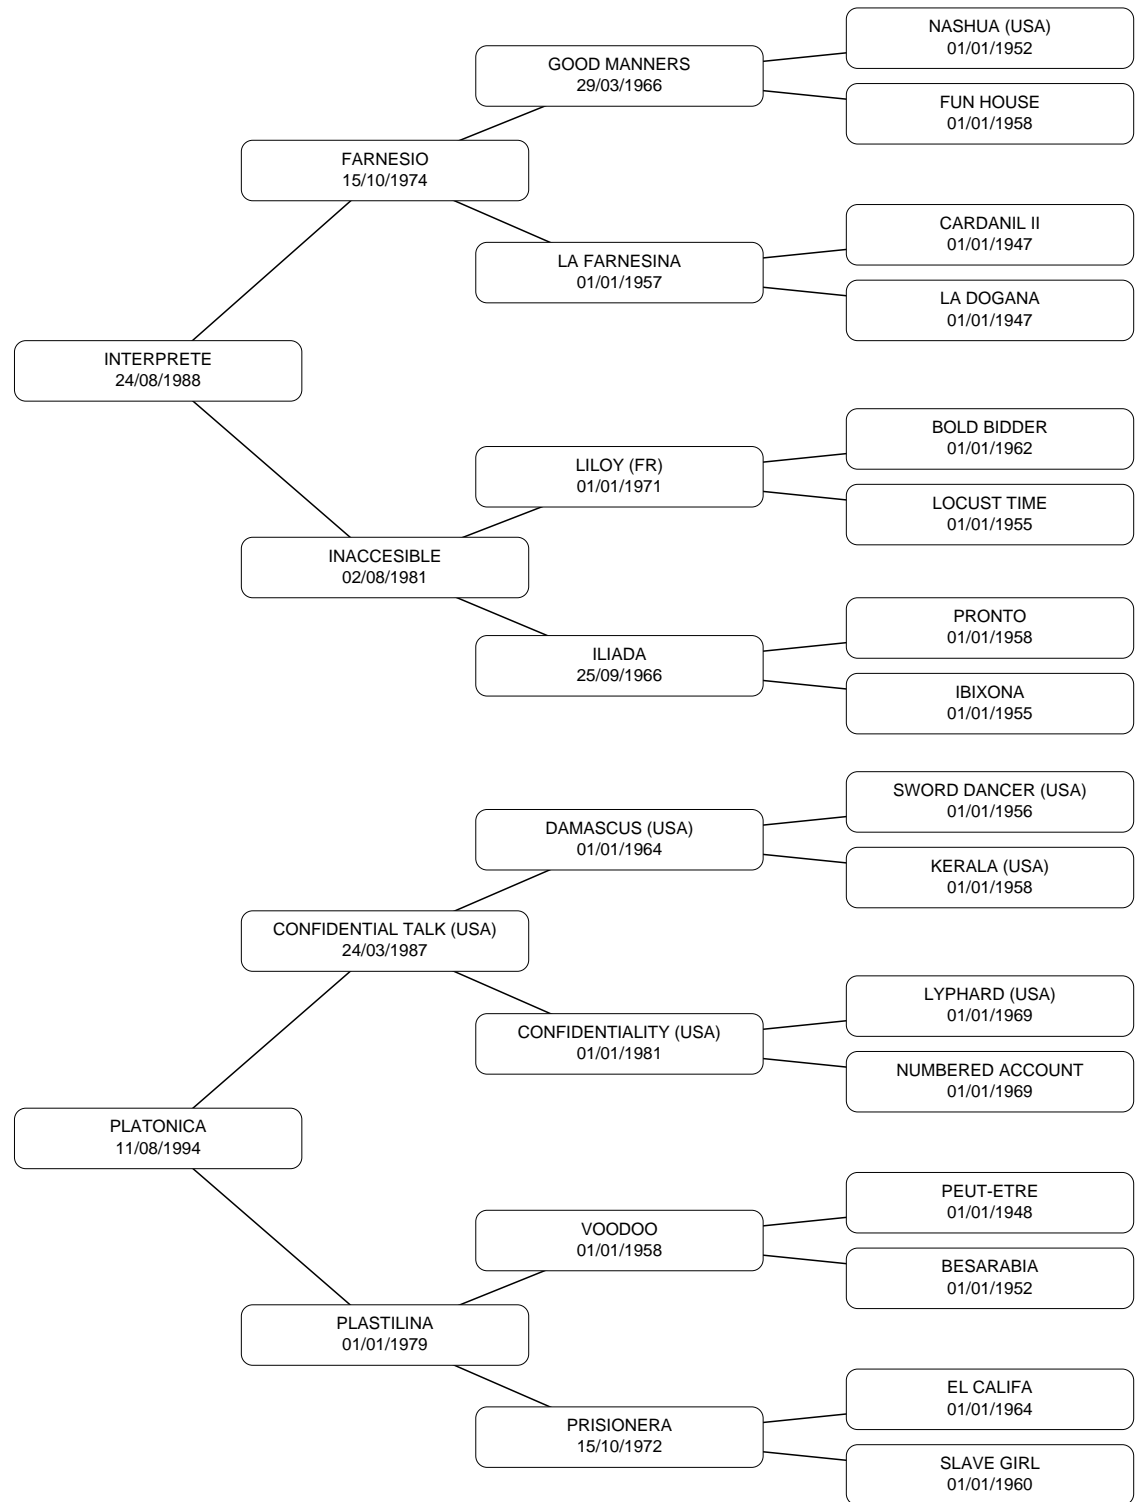 NASHUA (USA)
01/01/1952
GOOD MANNERS
29/03/1966
FUN HOUSE
01/01/1958
FARNESIO
15/10/1974
CARDANIL II
01/01/1947
LA FARNESINA
01/01/1957
LA DOGANA
01/01/1947
INTERPRETE
24/08/1988
BOLD BIDDER
01/01/1962
LILOY (FR)
01/01/1971
LOCUST TIME
01/01/1955
INACCESIBLE
02/08/1981
PRONTO
01/01/1958
ILIADA
25/09/1966
IBIXONA
01/01/1955
SWORD DANCER (USA)
01/01/1956
DAMASCUS (USA)
01/01/1964
KERALA (USA)
01/01/1958
CONFIDENTIAL TALK (USA)
24/03/1987
LYPHARD (USA)
01/01/1969
CONFIDENTIALITY (USA)
01/01/1981
NUMBERED ACCOUNT
01/01/1969
PLATONICA
11/08/1994
PEUT-ETRE
01/01/1948
VOODOO
01/01/1958
BESARABIA
01/01/1952
PLASTILINA
01/01/1979
EL CALIFA
01/01/1964
PRISIONERA
15/10/1972
SLAVE GIRL
01/01/1960